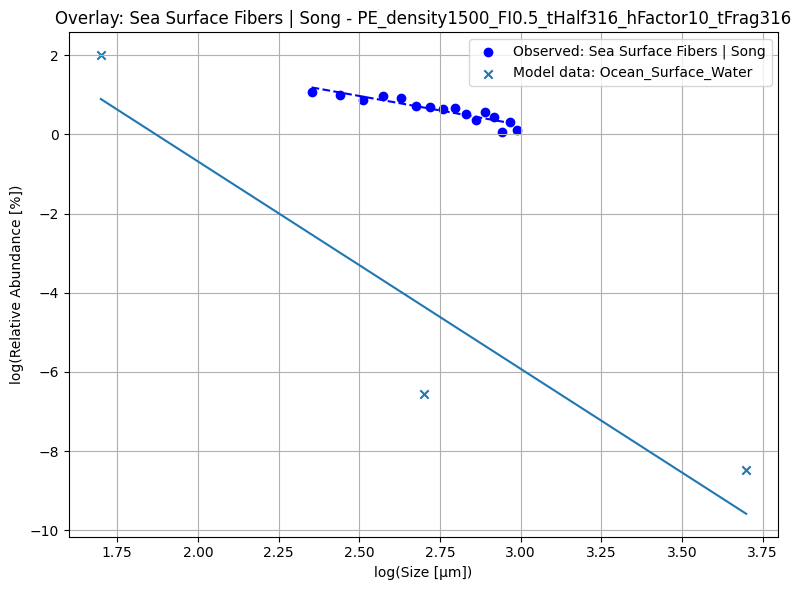 Overlay: Sea Surface Fibers | Song - PE_density1500_FI0.5_tHalf316_hFactor10_tFrag316
Observed: Sea Surface Fibers | Song
Model data: Ocean_Surface_Water
log(Relative Abundance [%])
2
0
−2
−4
−6
−8
−10
1.75 2.00 2.25 2.50 2.75 3.00 3.25 3.50 3.75
log(Size [µm])